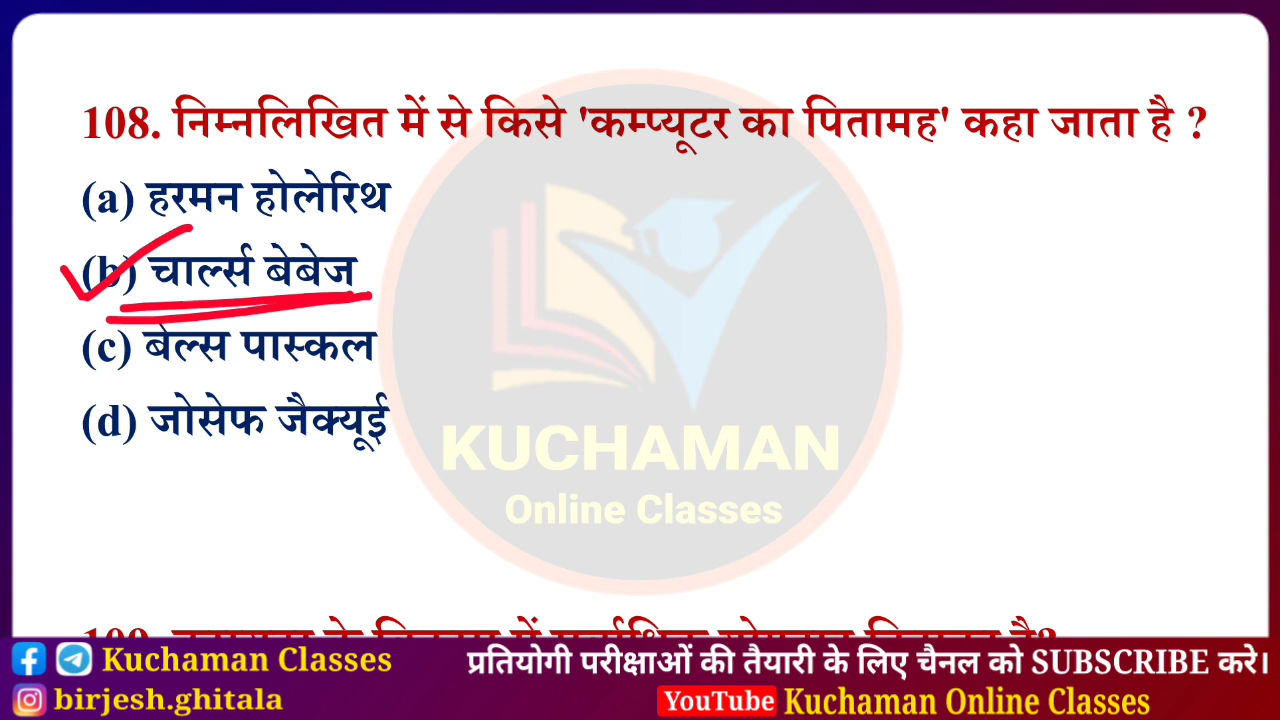 108. निम्नलिखित में से किसे 'कम्प्यूटर का पितामह' कहा जाता है ?
(a) हरमन होलेरिथ
(b) चार्ल्स बेबेज
(c) बेल्स पास्कल
(d) जोसेफ जैक्यूई
KUCHAMAN
Online Classes
Kuchaman Classes
प्रतियोगी परीक्षाओं की तैयारी के लिए चैनल को SUBSCRIBE करे।
birjesh.ghitala
YouTube Kuchaman Online Classes